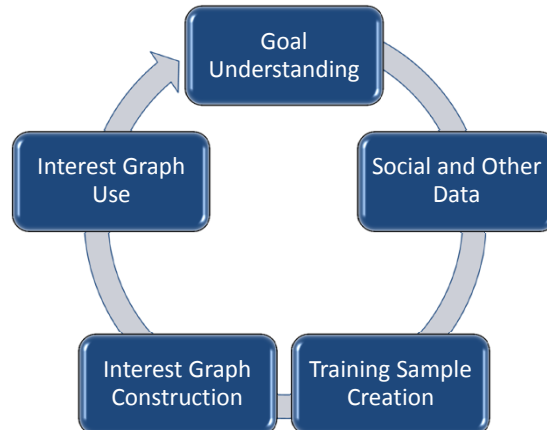 Goal
Understanding
Social and Other
Data
Training Sample
Creation
Interest Graph
Construction
Interest Graph
Use